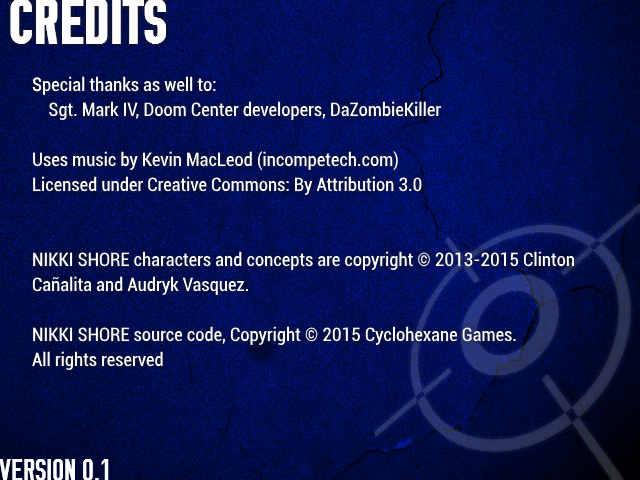 CREDITS
Special thanks as well to:
Sgt. Mark IV, Doom Center developers, DaZombieKiller
Uses music by Kevin MacLeod (incompetech.com)
Licensed under Creative Commons: By Attribution 3.0
NIKKI SHORE characters and concepts are copyright © 2013-2015 Clinton
Cañalita and Audryk Vasquez.
NIKKI SHORE source code, Copyright © 2015 Cyclohexane Games.
All rights reserved
VERSION 0.1